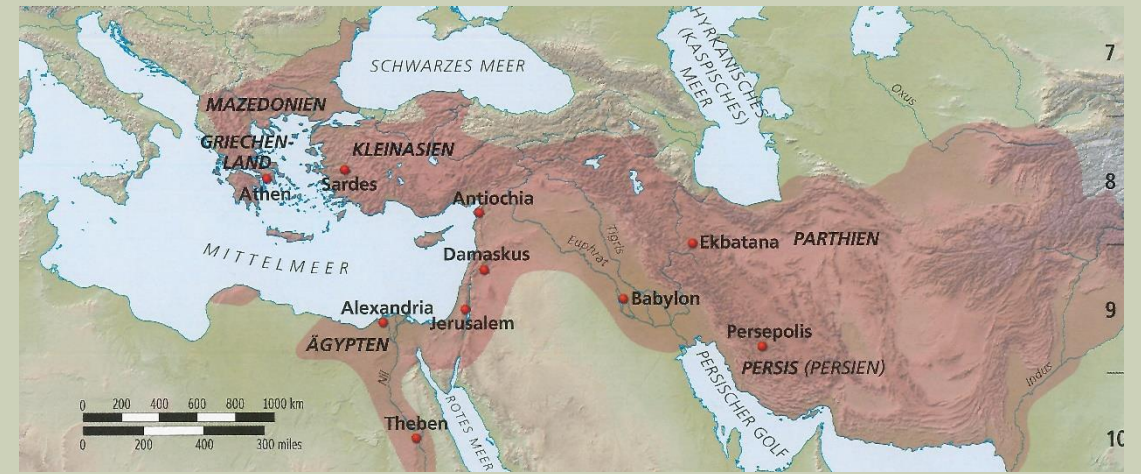 SCHWARZES MEER
HYRKANISCHES
(KASPISCHES)
MEER
Oxus
7
MAZEDONIEN
GRIECHEN-
LAND
KLEINASIEN
Athen
Sardes
Antiochia
8
MITTELMEER
Damaskus
Euphrat
Tigris
Ekbatana
PARTHIEN
Alexandria
Jerusalem
Babylon
9
ÄGYPTEN
Nil
Persepolis
PERSIS (PERSIEN)
PERSISCHER GOLF
Indus
ROTES MEER
Theben
10
0 200 400 600 800 1000 km
0 200 400 300 miles